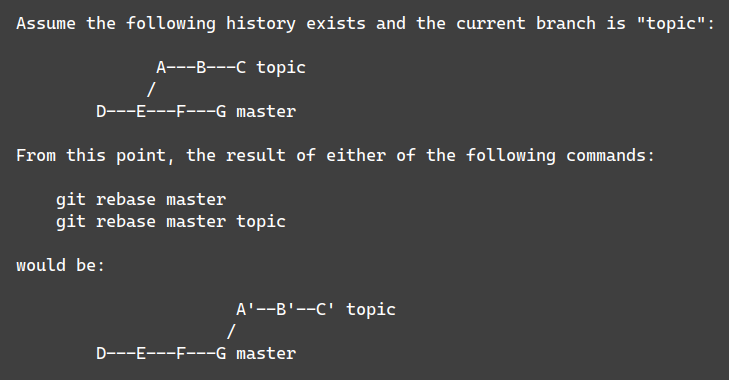 Assume the following history exists and the current branch is "topic":
A---B---C topic
/
D---E---F---G master
From this point, the result of either of the following commands:
git rebase master
git rebase master topic
would be:
A'--B'--C' topic
/
D---E---F---G master